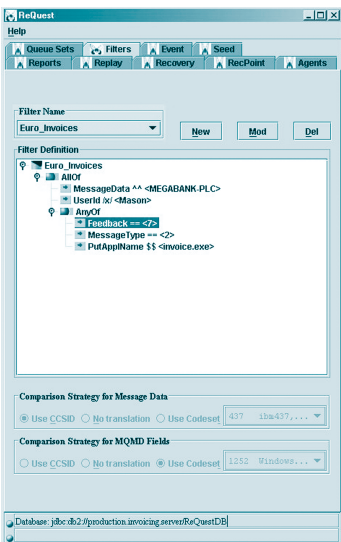 ReQuest
Help
Queue Sets Filters Event Seed
Reports Replay Recovery RecPoint Agents
Filter Name
Euro_Invoices New Mod Del
Filter Definition
Euro_Invoices
AllOf
MessageData ^^ <MEGABANK-PLC>
UserId /x/ <Mason>
AnyOf
Feedback == <7>
MessageType == <2>
PutApplName $$ <invoice.exe>
Comparison Strategy for Message Data
Use CCSID No translation Use Codeset 437 ibm437,...
Comparison Strategy for MQMD Fields
Use CCSID No translation Use Codeset 1252 Windows...
Database: jdbc:db2://production.invoicing.server/ReQuestDB